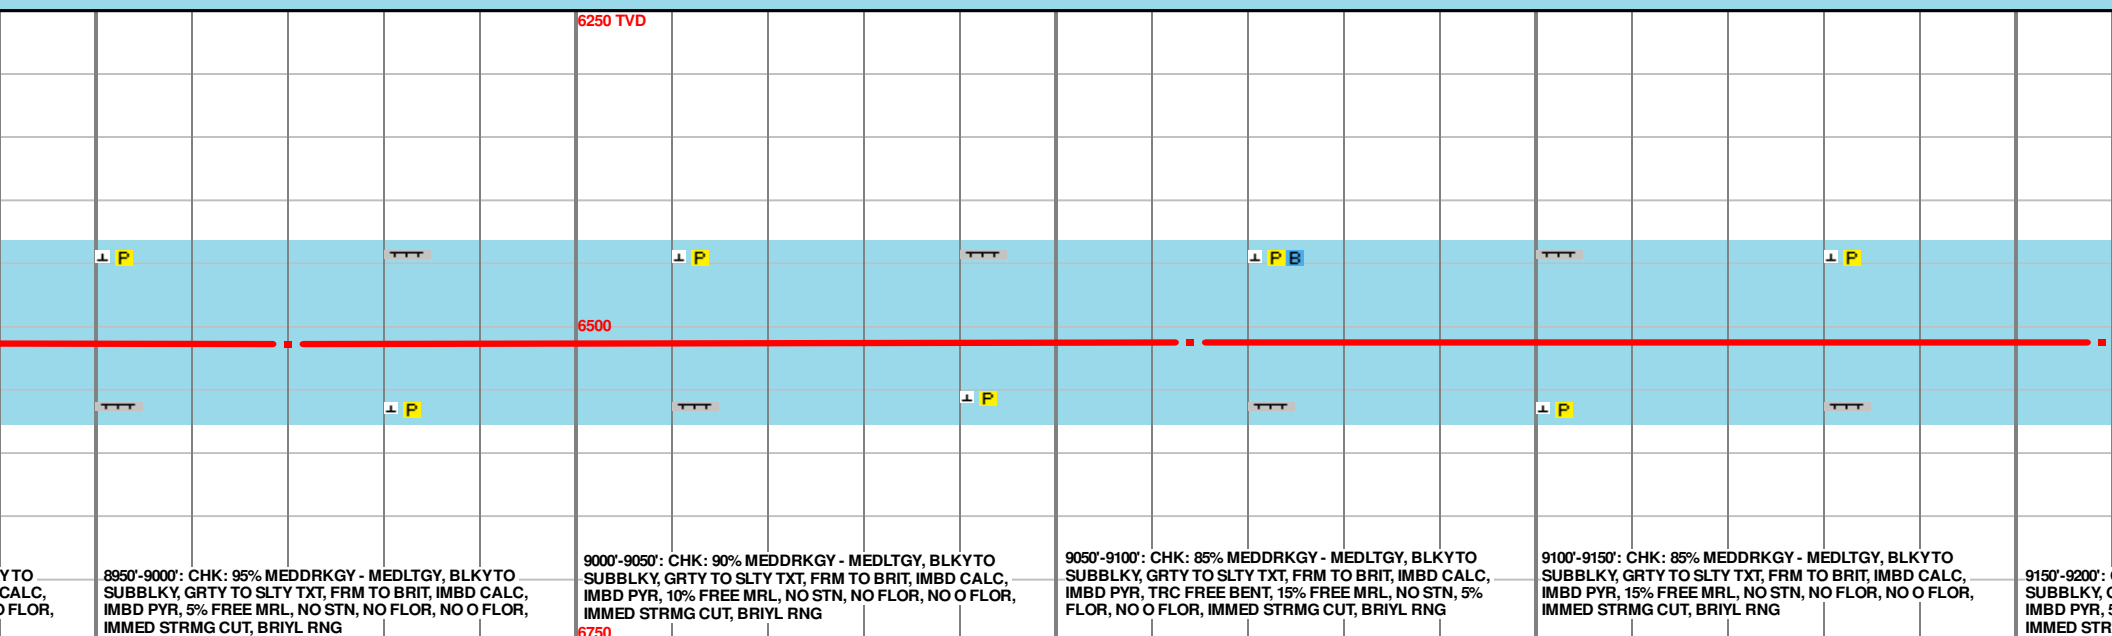 6250 TVD
P
P
P B
P
6500
P
P
P
YTO
CALC,
O FLOR,
8950'-9000': CHK: 95% MEDDRKGY - MEDLTGY, BLKYTO
SUBBLKY, GRTY TO SLTY TXT, FRM TO BRIT, IMBD CALC,
IMBD PYR, 5% FREE MRL, NO STN, NO FLOR, NO O FLOR,
IMMED STRMG CUT, BRIYL RNG
9000'-9050': CHK: 90% MEDDRKGY - MEDLTGY, BLKYTO
SUBBLKY, GRTY TO SLTY TXT, FRM TO BRIT, IMBD CALC,
IMBD PYR, 10% FREE MRL, NO STN, NO FLOR, NO O FLOR,
IMMED STRMG CUT, BRIYL RNG
6750
9050'-9100': CHK: 85% MEDDRKGY - MEDLTGY, BLKYTO
SUBBLKY, GRTY TO SLTY TXT, FRM TO BRIT, IMBD CALC,
IMBD PYR, TRC FREE BENT, 15% FREE MRL, NO STN, 5%
FLOR, NO O FLOR, IMMED STRMG CUT, BRIYL RNG
9100'-9150': CHK: 85% MEDDRKGY - MEDLTGY, BLKYTO
SUBBLKY, GRTY TO SLTY TXT, FRM TO BRIT, IMBD CALC,
IMBD PYR, 15% FREE MRL, NO STN, NO FLOR, NO O FLOR,
IMMED STRMG CUT, BRIYL RNG
9150'-9200':
SUBBLKY,
IMBD PYR,
IMMED STR